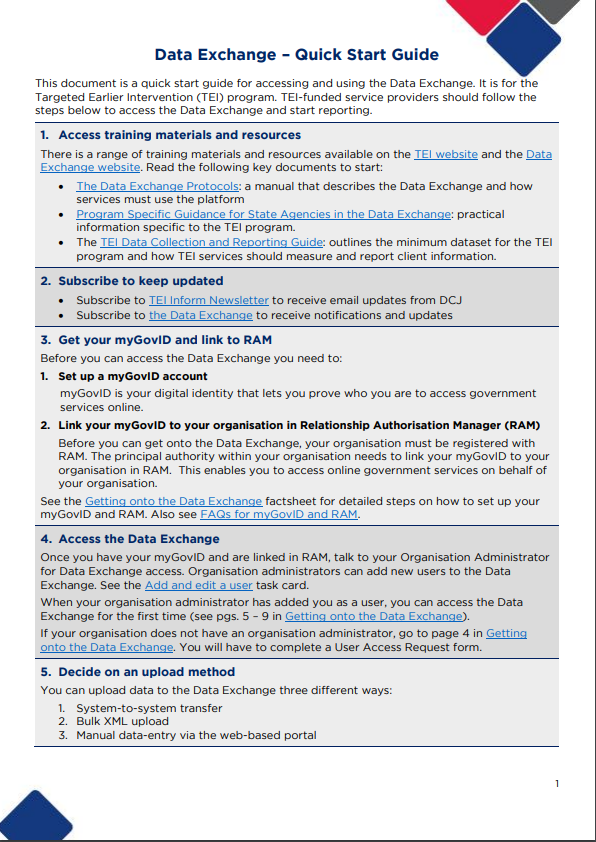 Data Exchange – Quick Start Guide
This document is a quick start guide for accessing and using the Data Exchange. It is for the
Targeted Earlier Intervention (TEI) program. TEI-funded service providers should follow the
steps below to access the Data Exchange and start reporting.
1. Access training materials and resources
There is a range of training materials and resources available on the TEI website and the Data
Exchange website. Read the following key documents to start:
• The Data Exchange Protocols: a manual that describes the Data Exchange and how
services must use the platform
• Program Specific Guidance for State Agencies in the Data Exchange: practical
information specific to the TEI program.
• The TEI Data Collection and Reporting Guide: outlines the minimum dataset for the TEI
program and how TEI services should measure and report client information.
2. Subscribe to keep updated
• Subscribe to TEI Inform Newsletter to receive email updates from DCJ
• Subscribe to the Data Exchange to receive notifications and updates
3. Get your myGovID and link to RAM
Before you can access the Data Exchange you need to:
1. Set up a myGovID account
myGovID is your digital identity that lets you prove who you are to access government
services online.
2. Link your myGovID to your organisation in Relationship Authorisation Manager (RAM)
Before you can get onto the Data Exchange, your organisation must be registered with
RAM. The principal authority within your organisation needs to link your myGovID to your
organisation in RAM. This enables you to access online government services on behalf of
your organisation.
See the Getting onto the Data Exchange factsheet for detailed steps on how to set up your
myGovID and RAM. Also see FAQs for myGovID and RAM.
4. Access the Data Exchange
Once you have your myGovID and are linked in RAM, talk to your Organisation Administrator
for Data Exchange access. Organisation administrators can add new users to the Data
Exchange. See the Add and edit a user task card.
When your organisation administrator has added you as a user, you can access the Data
Exchange for the first time (see pgs. 5 – 9 in Getting onto the Data Exchange).
If your organisation does not have an organisation administrator, go to page 4 in Getting
onto the Data Exchange. You will have to complete a User Access Request form.
5. Decide on an upload method
You can upload data to the Data Exchange three different ways:
1. System-to-system transfer
2. Bulk XML upload
3. Manual data-entry via the web-based portal
1